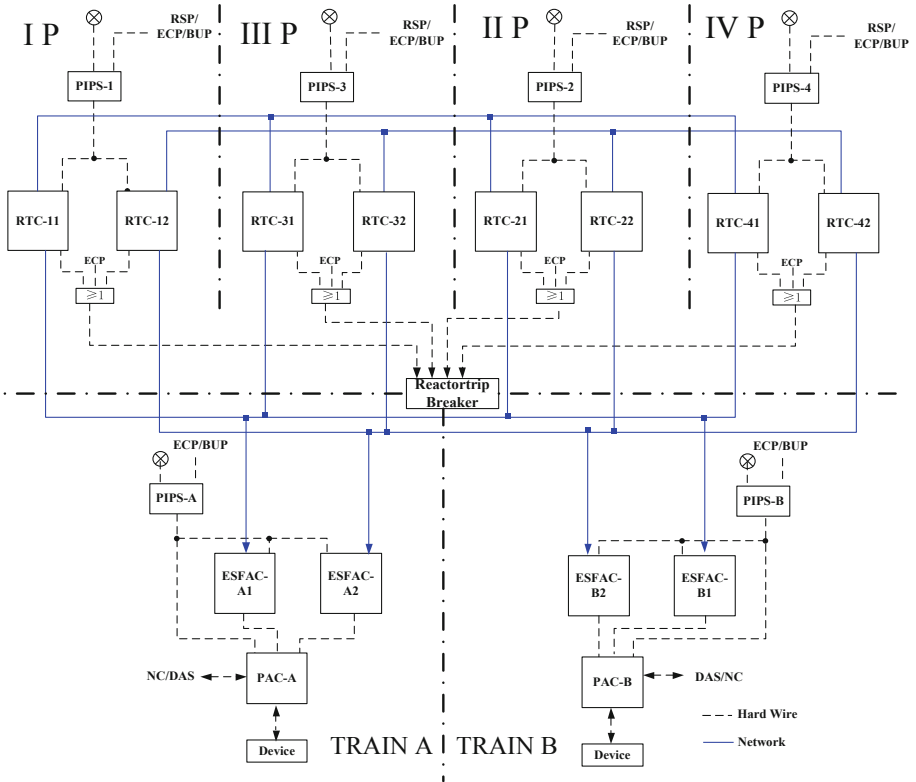 I P
III P
II P
IV P
RSP/
ECP/BUP
RSP/
ECP/BUP
RSP/
ECP/BUP
RSP/
ECP/BUP
PIPS-1
PIPS-3
PIPS-2
PIPS-4
RTC-11
RTC-12
RTC-31
RTC-32
RTC-21
RTC-22
RTC-41
RTC-42
ECP
ECP
ECP
ECP
≥1
≥1
≥1
≥1
Reactortrip
Breaker
ECP/BUP
ECP/BUP
PIPS-A
PIPS-B
ESFAC-
A1
ESFAC-
A2
ESFAC-
B2
ESFAC-
B1
NC/DAS
PAC-A
PAC-B
DAS/NC
Hard Wire
Network
Device
TRAIN A
TRAIN B
Device